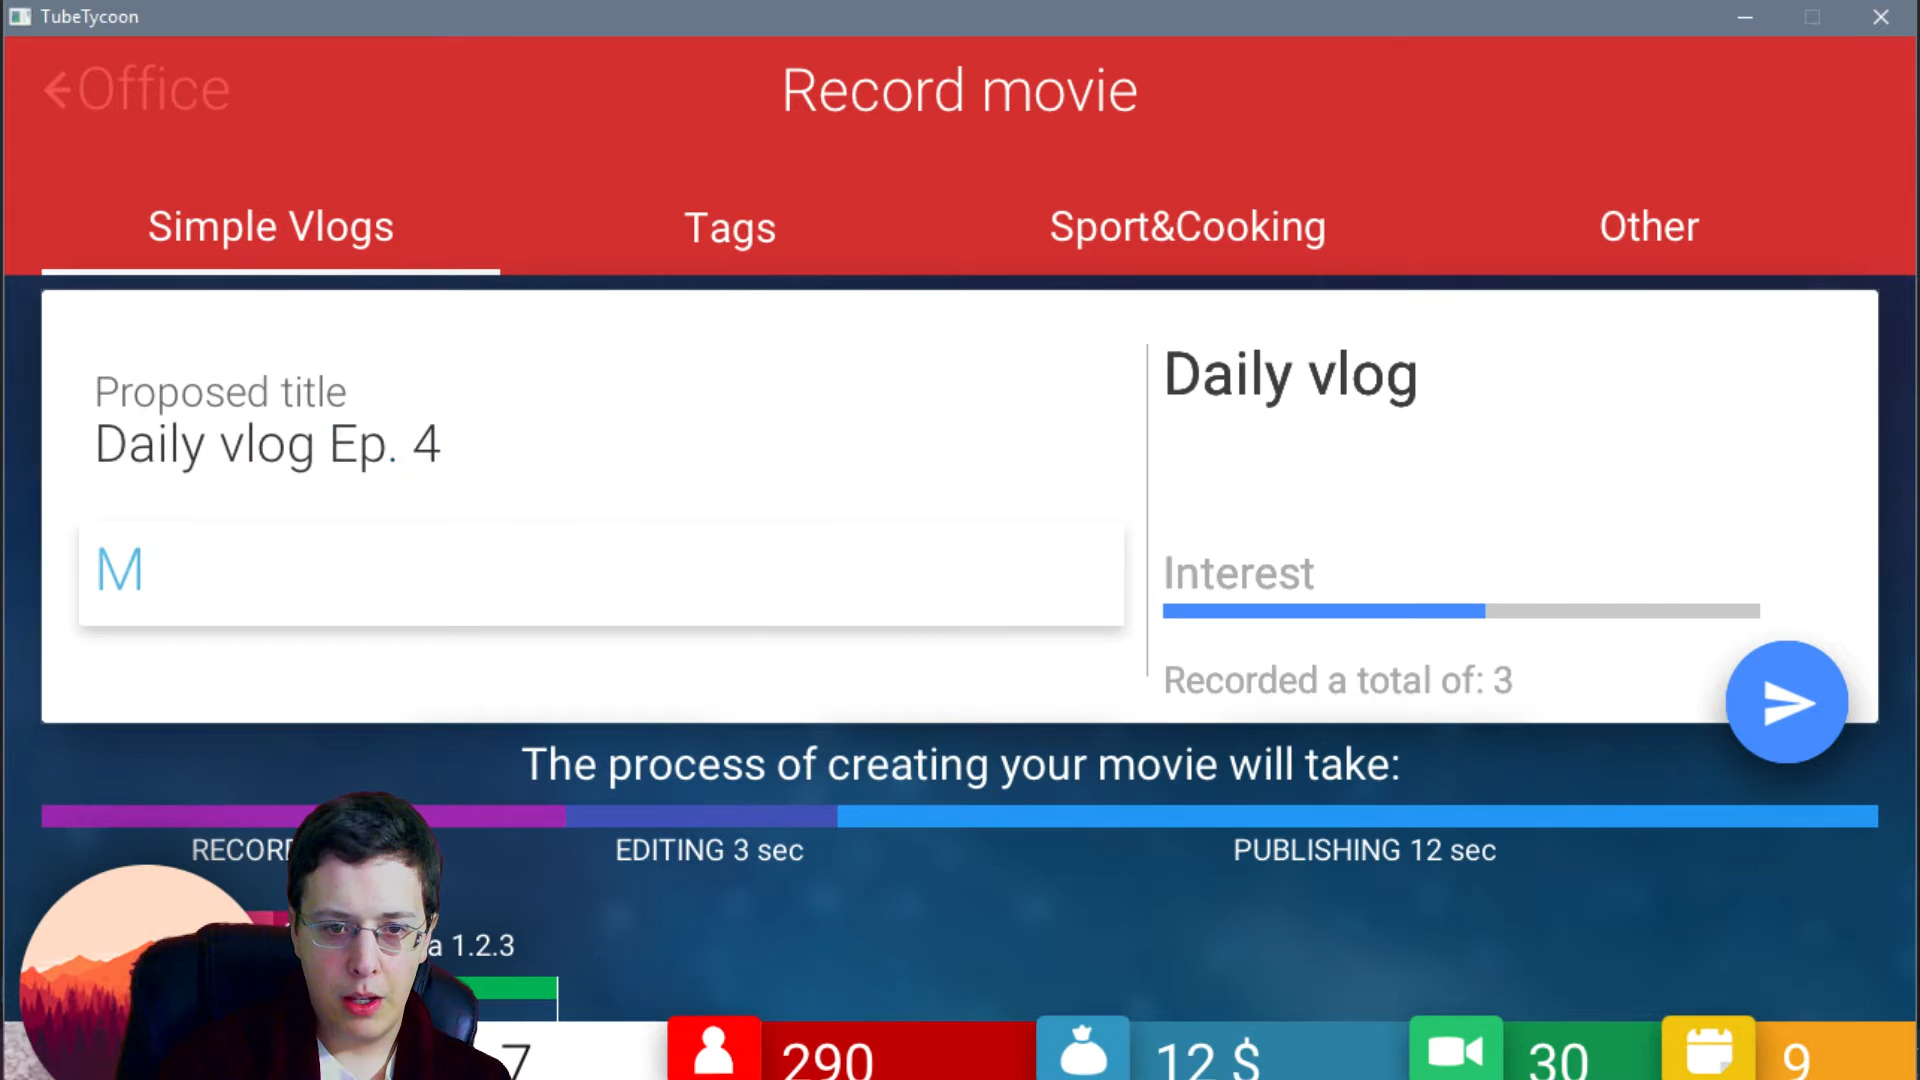 TubeTycoon
Office
Record movie
Simple Vlogs
Tags
Sport&Cooking
Other
Proposed title
Daily vlog Ep. 4
M
Daily vlog
Interest
Recorded a total of: 3
The process of creating your movie will take:
EDITING 3 sec
PUBLISHING 12 sec
1.2.3
7
290
12 $
30
9